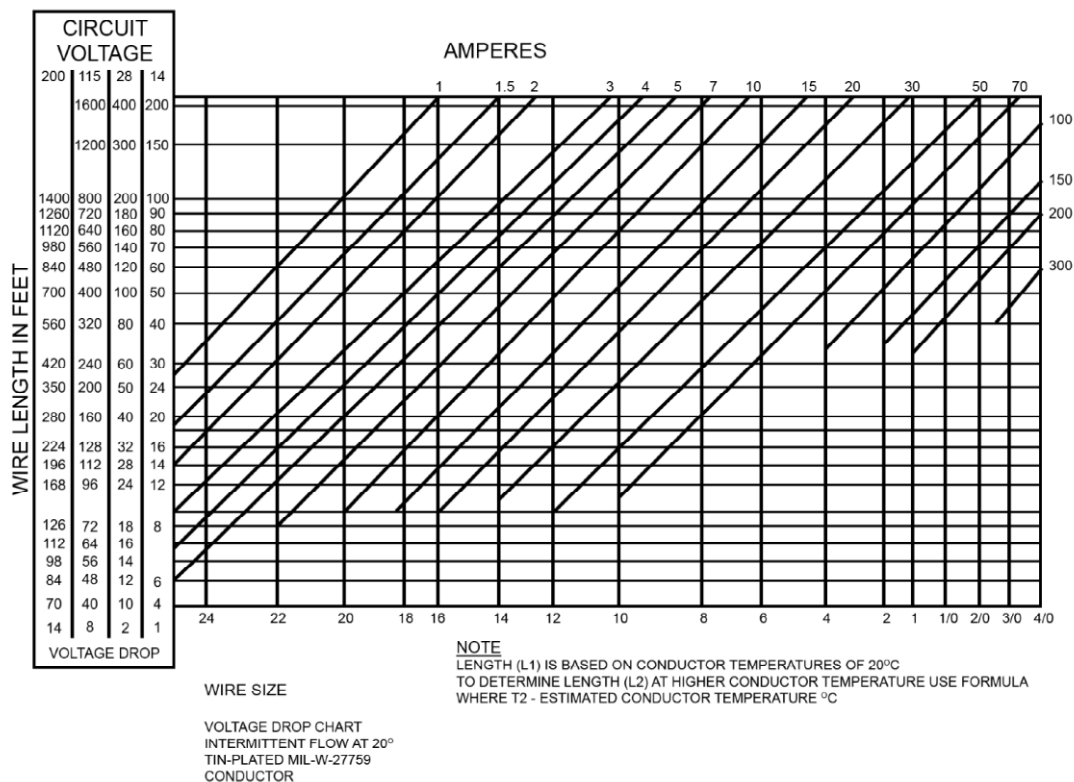 CIRCUIT
VOLTAGE
AMPERES
200 115 28 14
1 1.5 2 3 4 5 7 10 15 20 30 50 70
1600 400 200
100
1200 300 150
150
1400 800 200 100
1260 720 180 90
200
1120 640 160 80
980 560 140 70
840 480 120 60
300
700 400 100 50
560 320 80 40
420 240 60 30
350 200 50 24
280 160 40 20
224 128 32 16
196 112 28 14
168 96 24 12
126 72 18 8
112 64 16
98 56 14
84 48 12 6
70 40 10 4
14 8 2 1
WIRE LENGTH IN FEET
24 22 20 18 16 14 12 10 8 6 4 2 1 1/0 2/0 3/0 4/0
VOLTAGE DROP
NOTE
LENGTH (L1) IS BASED ON CONDUCTOR TEMPERATURES OF 20ºC
TO DETERMINE LENGTH (L2) AT HIGHER CONDUCTOR TEMPERATURE USE FORMULA
WHERE T2 - ESTIMATED CONDUCTOR TEMPERATURE ºC
WIRE SIZE
VOLTAGE DROP CHART
INTERMITTENT FLOW AT 20º
TIN-PLATED MIL-W-27759
CONDUCTOR